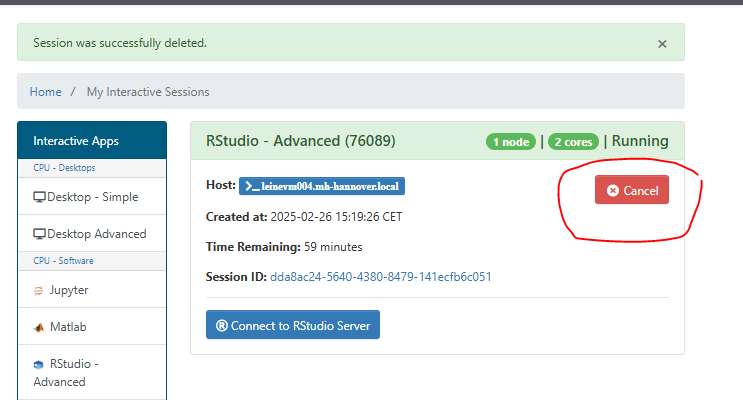 Session was successfully deleted. ×
Home / My Interactive Sessions
Interactive Apps
CPU - Desktops
Desktop - Simple
Desktop Advanced
CPU - Software
Jupyter
Matlab
RStudio -
Advanced
RStudio - Advanced (76089) 1 node | 2 cores | Running
Host: >_leinevm004.mh-hannover.local
Cancel
Created at: 2025-02-26 15:19:26 CET
Time Remaining: 59 minutes
Session ID: dda8ac24-5640-4380-8479-141ecfb6c051
Connect to RStudio Server